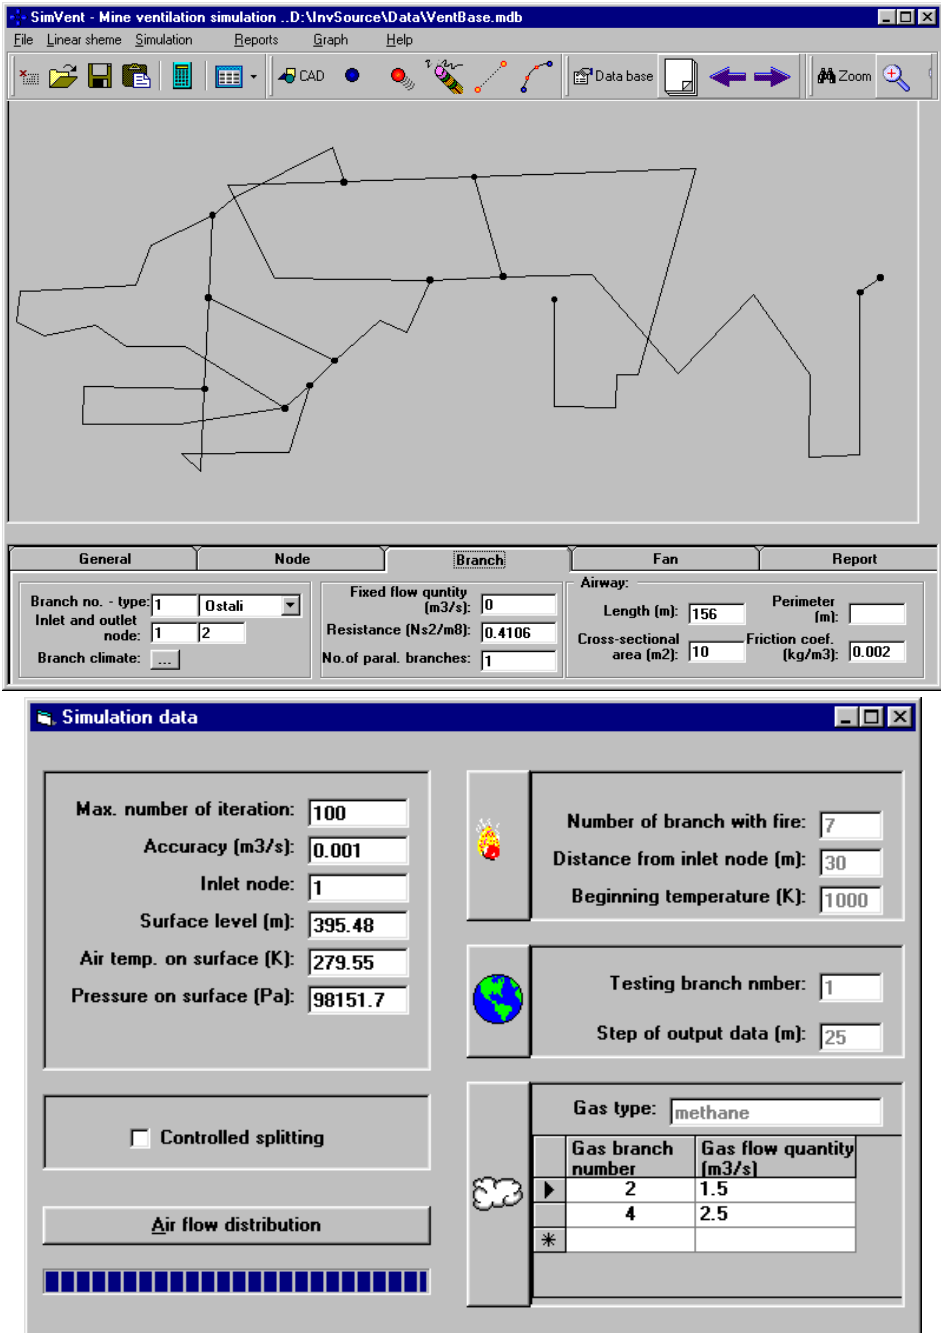 SimVent - Mine ventilation simulation ..D:\InvSource\Data\VentBase.mdb
File Linear sheme Simulation Reports Graph Help
CAD Data base Zoom
General Node Branch Fan Report
Branch no. - type: 1 Ostali
Inlet and outlet node: 1 2
Branch climate: ...
Fixed flow quntity (m3/s): 0
Resistance (Ns2/m8): 0.4106
No.of paral. branches: 1
Airway:
Length (m): 156
Perimeter (m):
Cross-sectional area (m2): 10
Friction coef. (kg/m3): 0.002
Simulation data
Max. number of iteration: 100
Accuracy (m3/s): 0.001
Inlet node: 1
Surface level (m): 395.48
Air temp. on surface (K): 279.55
Pressure on surface (Pa): 98151.7
Controlled splitting
Air flow distribution
Number of branch with fire: 7
Distance from inlet node (m): 30
Beginning temperature (K): 1000
Testing branch nmber: 1
Step of output data (m): 25
Gas type: methane
Gas branch number Gas flow quantity (m3/s)
2 1.5
4 2.5